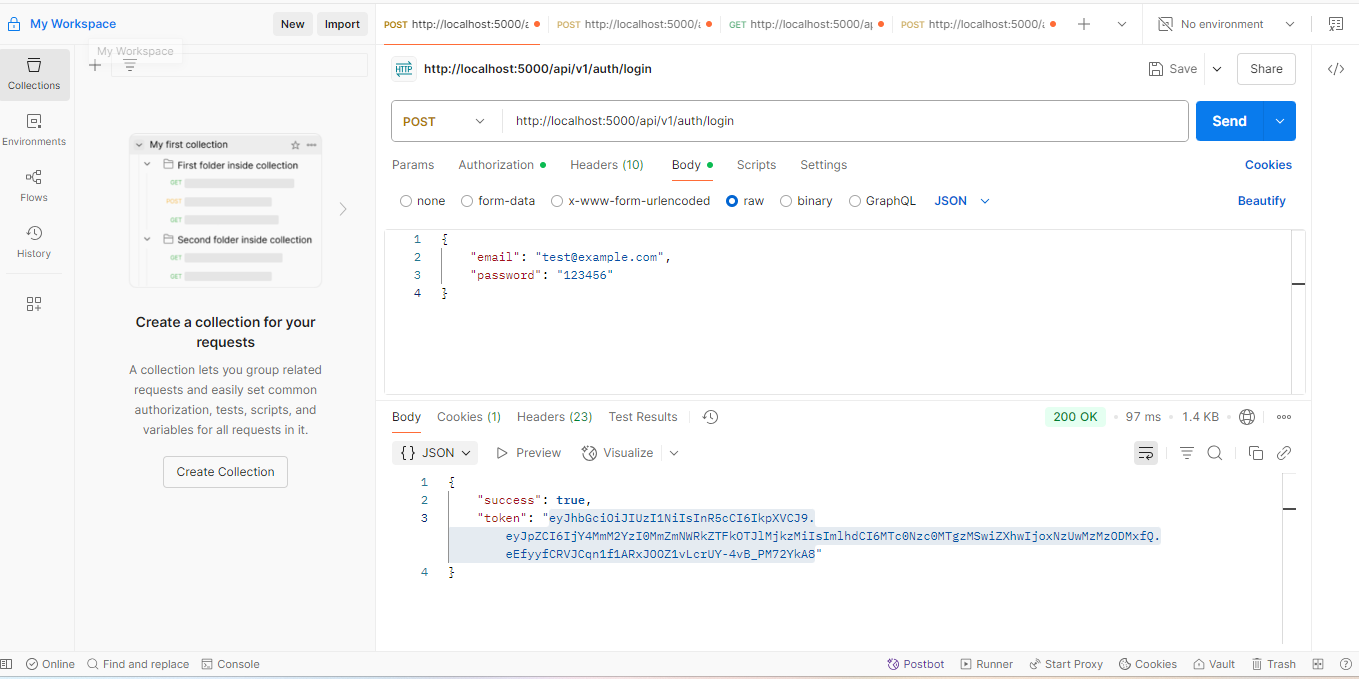 My Workspace
New
Import
POST http://localhost:5000/a
POST http://localhost:5000/a
GET http://localhost:5000/ap
POST http://localhost:5000/a
No environment
My Workspace
Collections
Environments
Flows
History
My first collection
First folder inside collection
GET
POST
GET
Second folder inside collection
GET
GET
Create a collection for your
requests
A collection lets you group related
requests and easily set common
authorization, tests, scripts, and
variables for all requests in it.
Create Collection
HTTP http://localhost:5000/api/v1/auth/login
Save
Share
POST http://localhost:5000/api/v1/auth/login
Send
Params Authorization Headers (10) Body Scripts Settings
Cookies
none form-data x-www-form-urlencoded raw binary GraphQL JSON
Beautify
1 {
2 "email": "test@example.com",
3 "password": "123456"
4 }
Body Cookies (1) Headers (23) Test Results
200 OK • 97 ms • 1.4 KB •
{} JSON Preview Visualize
1 {
2 "success": true,
3 "token": "eyJhbGciOiJIUzI1NiIsInR5cCI6IkpXVCJ9.
eyJpZCI6IjY4MmM2YzI0MmZmNWRkZTFkOTJlMjkzMiIsImlhdCI6MTc0Nzc0MTgzMSwiZXhwIjoxNzUwMzMzODMxfQ.
eEfyyfCRVJCqn1f1ARxJOOZ1vLcrUY-4vB_PM72YkA8"
4 }
Online
Find and replace
Console
Postbot
Runner
Start Proxy
Cookies
Vault
Trash